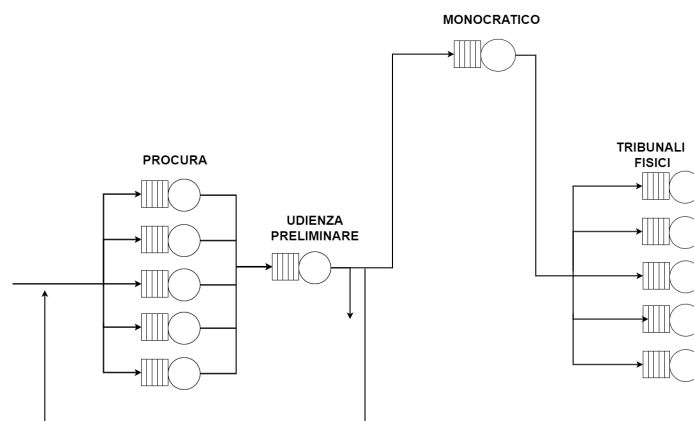 MONOCRATICO
PROCURA
UDIENZA
PRELIMINARE
TRIBUNALI
FISICI